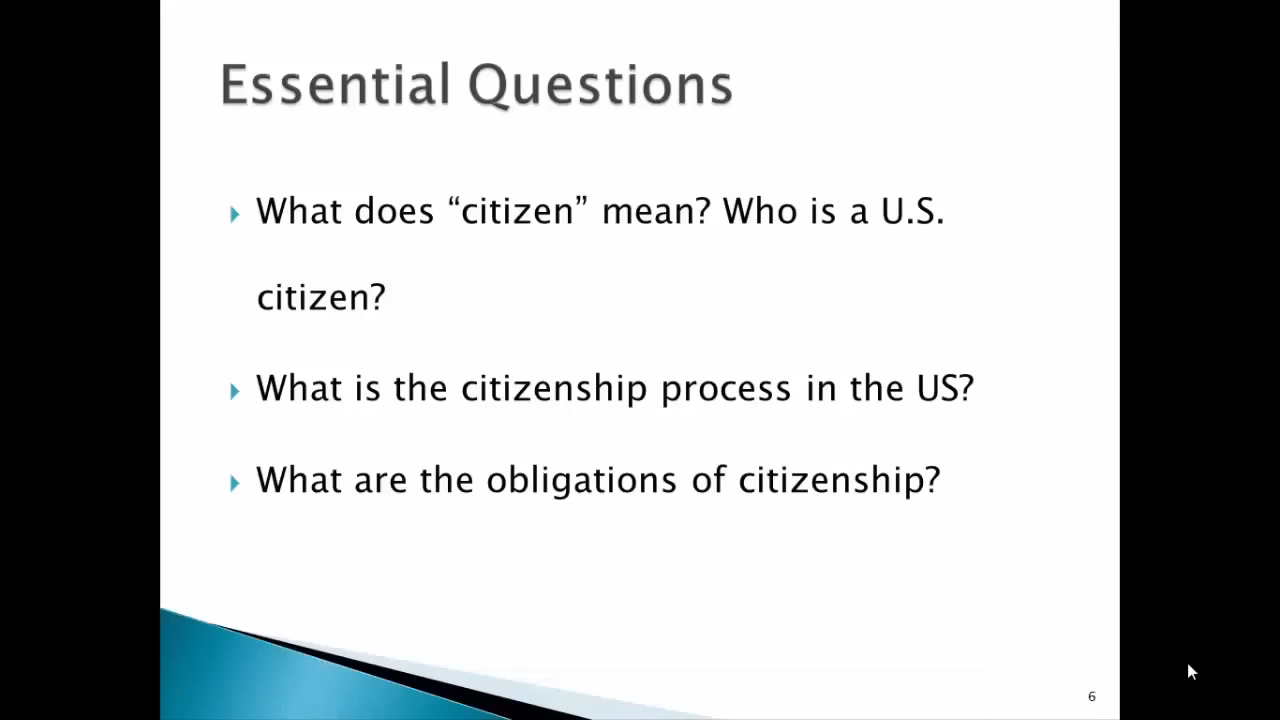 Essential Questions
What does “citizen” mean? Who is a U.S.
citizen?
What is the citizenship process in the US?
What are the obligations of citizenship?
6